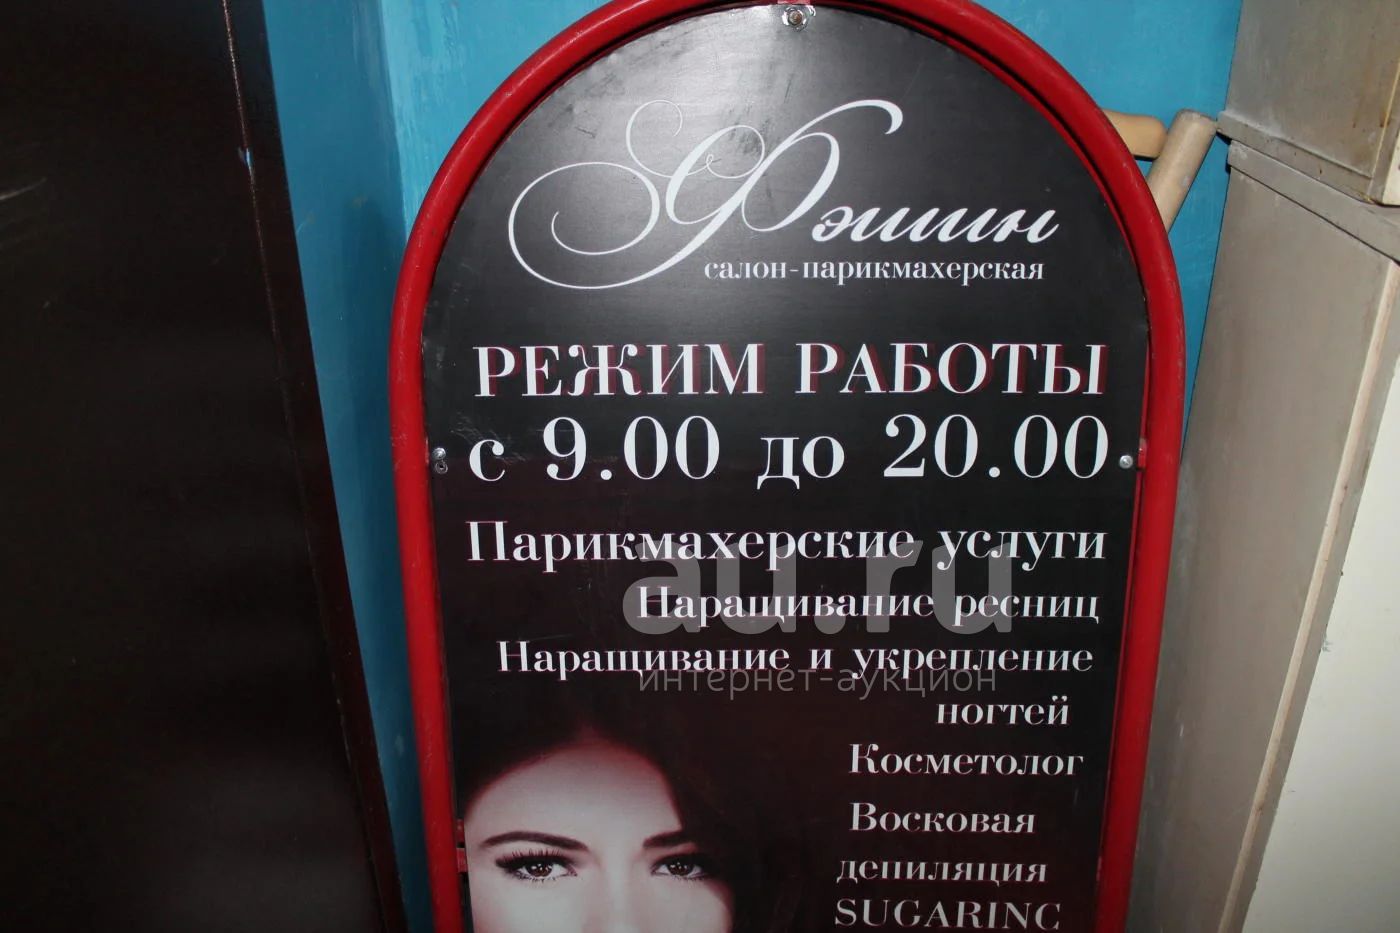 Фэшин
салон-парикмахерская
РЕЖИМ РАБОТЫ
с 9.00 до 20.00
Парикмахерские услуги
au.ru
Наращивание ресниц
Наращивание и укрепление
интернет-аукцион
ногтей
Косметолог
Восковая
депиляция
SUGARING